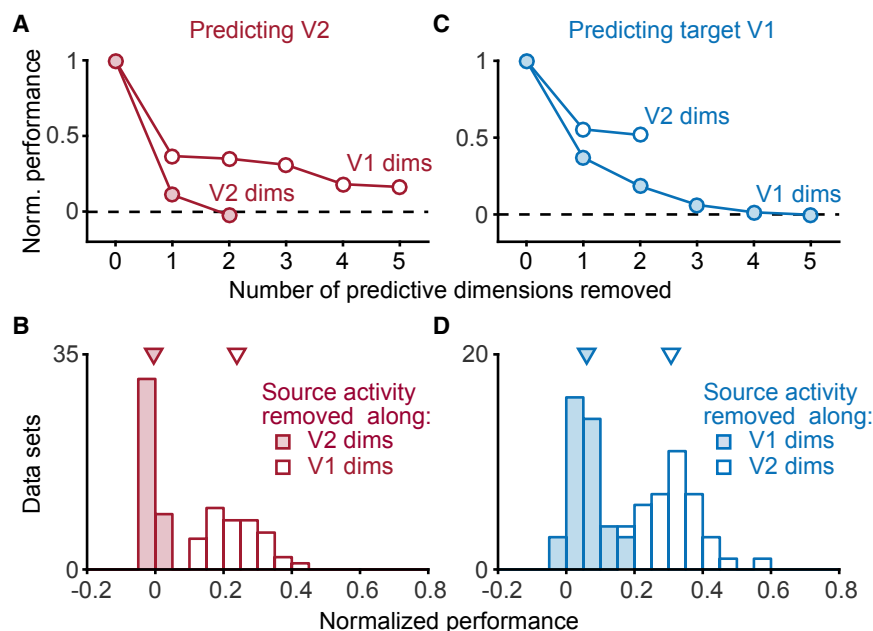 A
Predicting V2
Norm. performance
1
0.5
0
V1 dims
V2 dims
0 1 2 3 4 5
C
Predicting target V1
1
0.5
0
V2 dims
V1 dims
0 1 2 3 4 5
Number of predictive dimensions removed
B
Data sets
35
0
Source activity
removed along:
V2 dims
V1 dims
-0.2 0 0.2 0.4 0.6 0.8
D
20
0
Source activity
removed along:
V1 dims
V2 dims
-0.2 0 0.2 0.4 0.6 0.8
Normalized performance